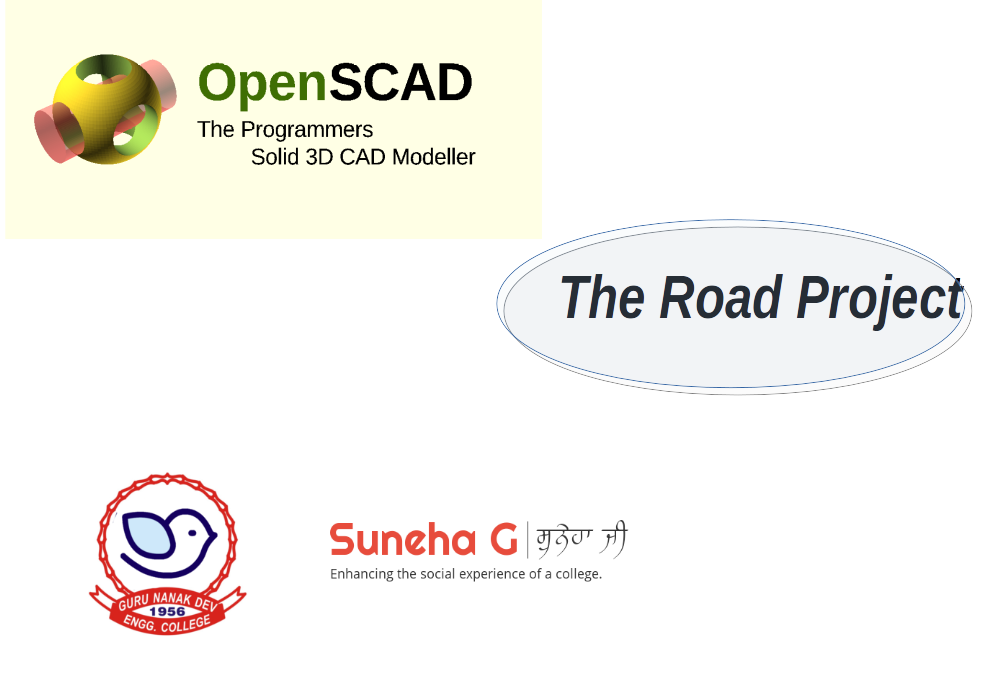 OpenSCAD
The Programmers
Solid 3D CAD Modeller
The Road Project
GURU NANAK DEV
1956
ENGG. COLLEGE
Suneha G | ਸੁਨੇਹਾ ਜੀ
Enhancing the social experience of a college.